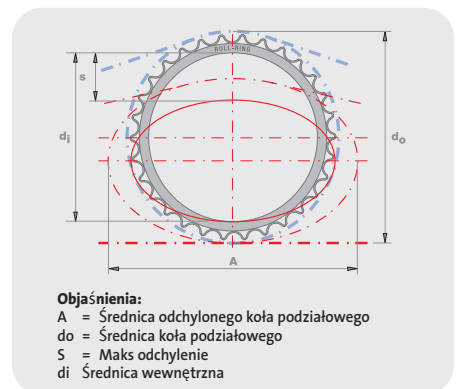 ROLL-RING
s
di
do
A
Objaśnienia:
A = Średnica odchylonego koła podziałowego
do = Średnica koła podziałowego
S = Maks odchylenie
di Średnica wewnętrzna